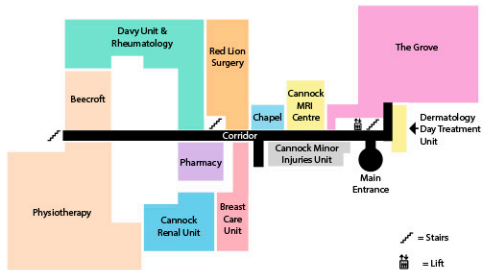 Davy Unit &
Rheumatology
Red Lion
Surgery
The Grove
Beecroft
Chapel
Cannock
MRI
Centre
Dermatology
Day Treatment
Unit
Corridor
Pharmacy
Cannock Minor
Injuries Unit
Main
Entrance
Physiotherapy
Cannock
Renal Unit
Breast
Care
Unit
= Stairs
= Lift